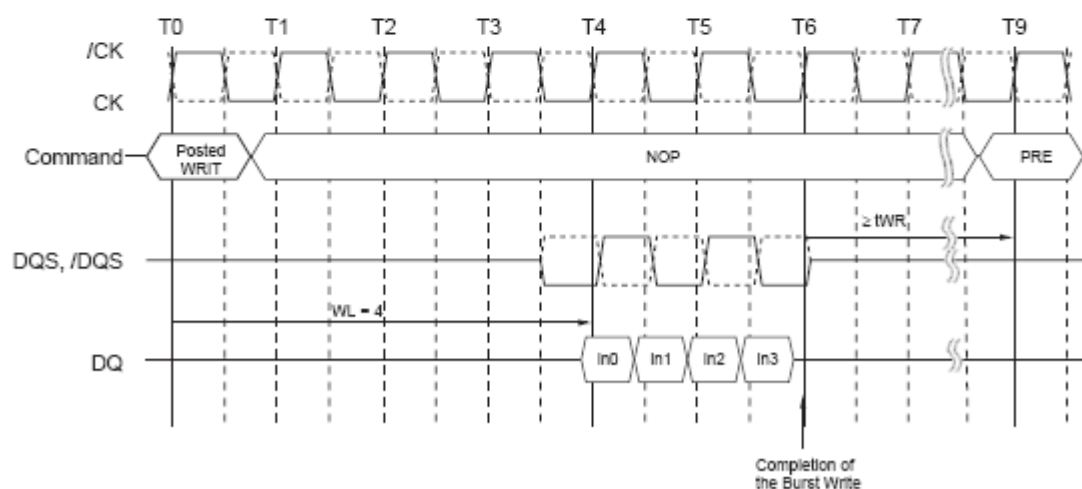 T0 T1 T2 T3 T4 T5 T6 T7 T9
/CK
CK
Command Posted WRIT NOP PRE
≥ tWR
DQS, /DQS
WL = 4
DQ In0 In1 In2 In3
Completion of
the Burst Write